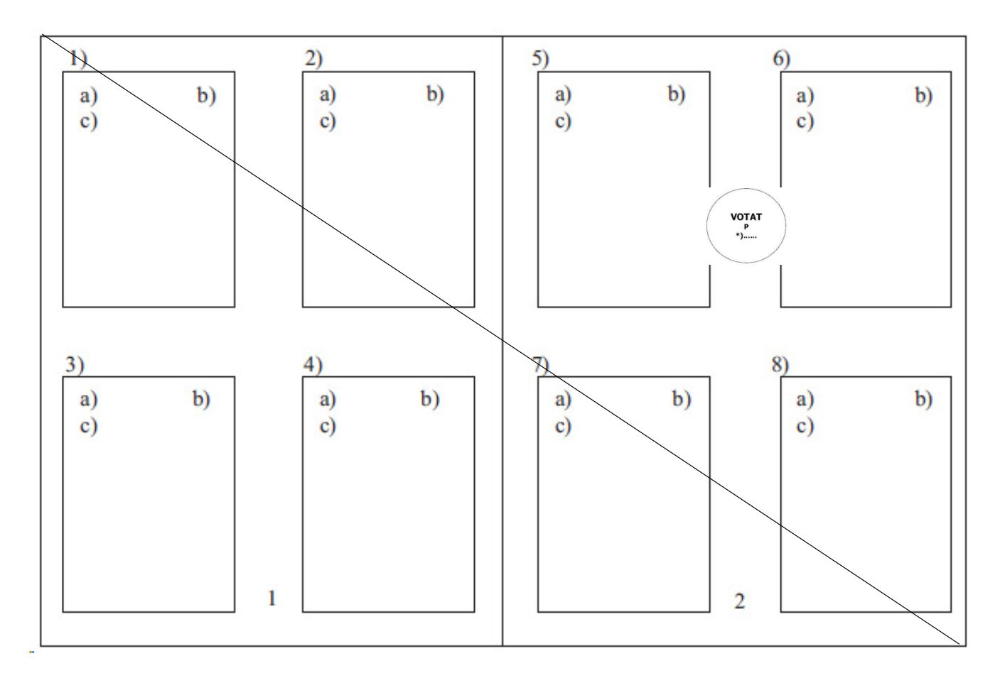 1)
a) b)
c)
2)
a) b)
c)
3)
a) b)
c)
4)
a) b)
c)
1
5)
a) b)
c)
6)
a) b)
c)
VOTAT
P
*)......
7)
a) b)
c)
8)
a) b)
c)
2